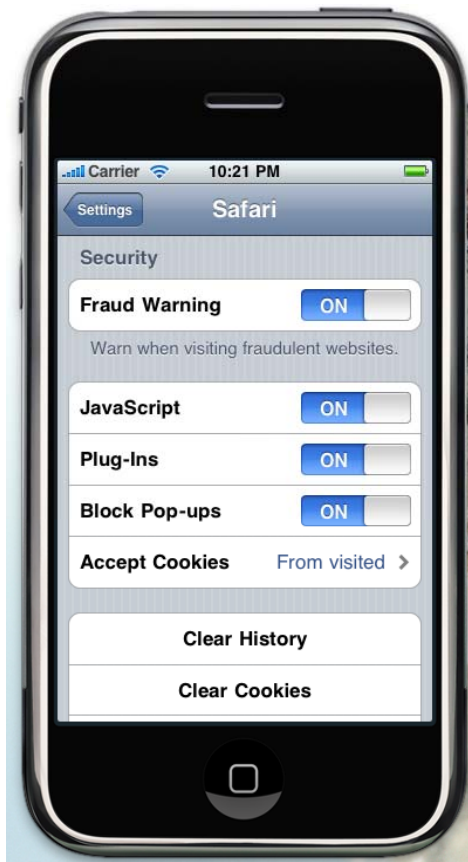 Carrier 10:21 PM
Settings Safari
Security
Fraud Warning ON
Warn when visiting fraudulent websites.
JavaScript ON
Plug-Ins ON
Block Pop-ups ON
Accept Cookies From visited
Clear History
Clear Cookies